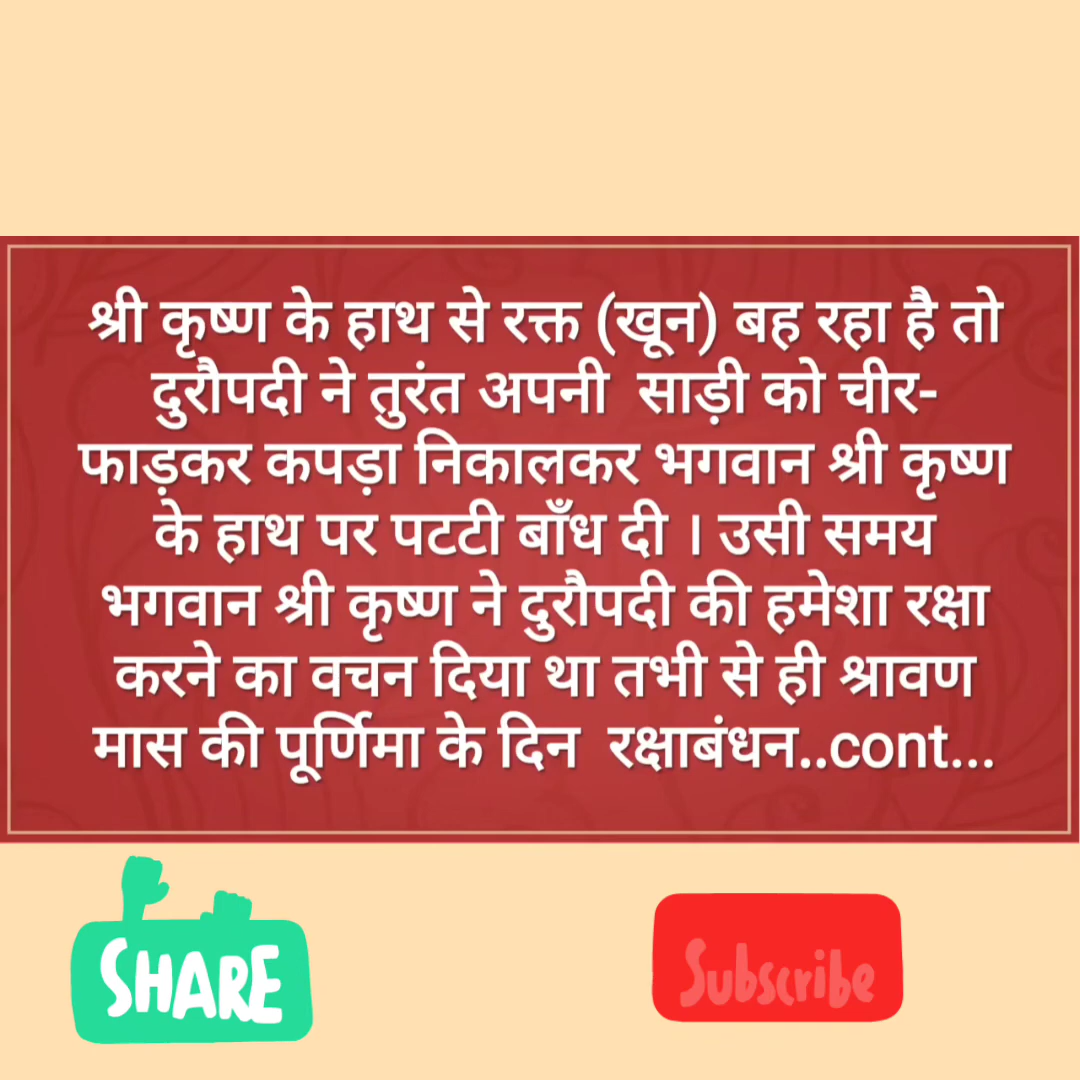 श्री कृष्ण के हाथ से रक्त (खून) बह रहा है तो
दुरौपदी ने तुरंत अपनी साड़ी को चीर-
फाड़कर कपड़ा निकालकर भगवान श्री कृष्ण
के हाथ पर पटटी बाँध दी । उसी समय
भगवान श्री कृष्ण ने दुरौपदी की हमेशा रक्षा
करने का वचन दिया था तभी से ही श्रावण
मास की पूर्णिमा के दिन रक्षाबंधन..cont...
SHARE
Subscribe